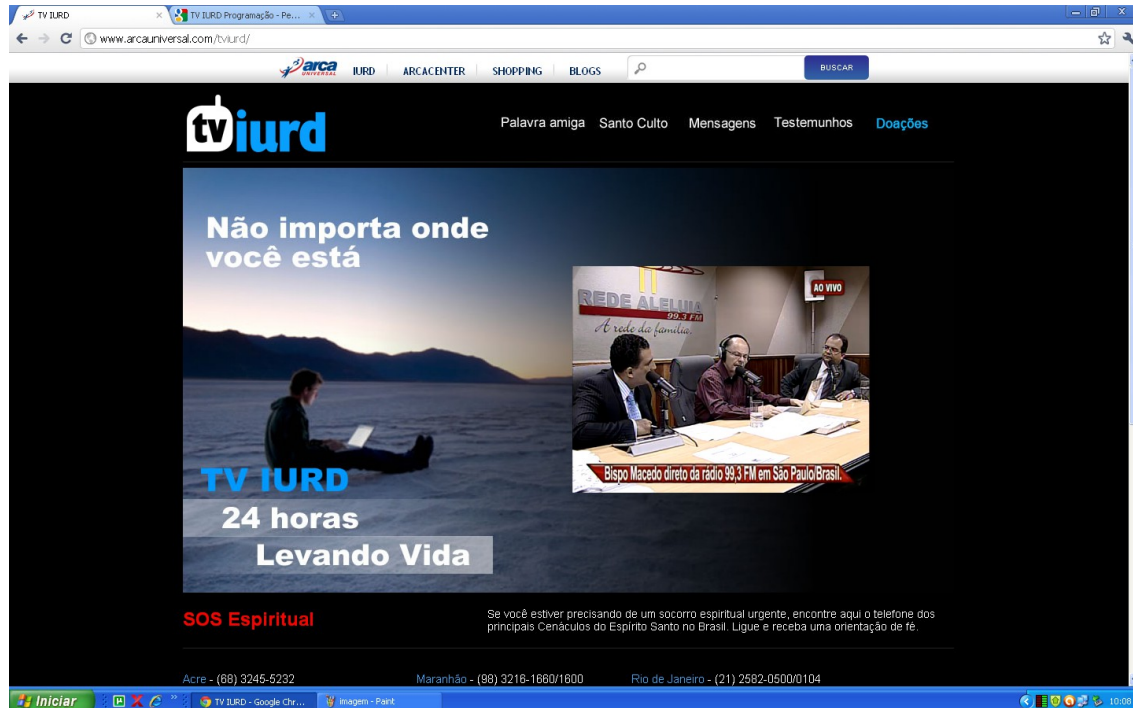 TV IURD
TV IURD Programação - Pe...
www.arcauniversal.com/tviurd/
arca UNIVERSAL IURD ARCACENTER SHOPPING BLOGS BUSCAR
tviurd
Palavra amiga Santo Culto Mensagens Testemunhos Doações
Não importa onde
você está
REDE ALELUIA
99.3 FM
A rede da família.
AO VIVO
Bispo Macedo direto da rádio 99,3 FM em São Paulo/Brasil.
TV IURD
24 horas
Levando Vida
SOS Espiritual
Se você estiver precisando de um socorro espiritual urgente, encontre aqui o telefone dos
principais Cenáculos do Espírito Santo no Brasil. Ligue e receba uma orientação de fé.
Acre - (68) 3245-5232 Maranhão - (98) 3216-1660/1600 Rio de Janeiro - (21) 2582-0500/0104
Iniciar TV IURD - Google Chr... Imagem - Paint 10:08